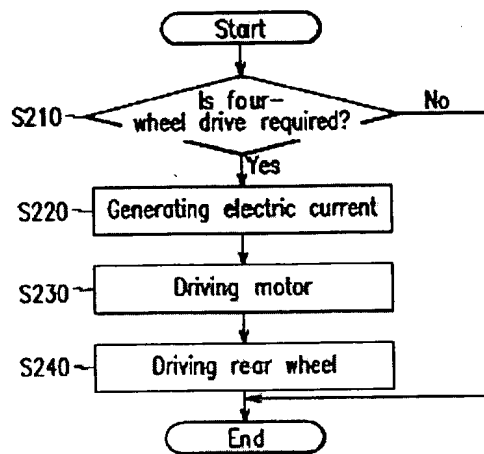 Start
Is four-
wheel drive required?
No
S210
Yes
S220
Generating electric current
S230
Driving motor
S240
Driving rear wheel
End